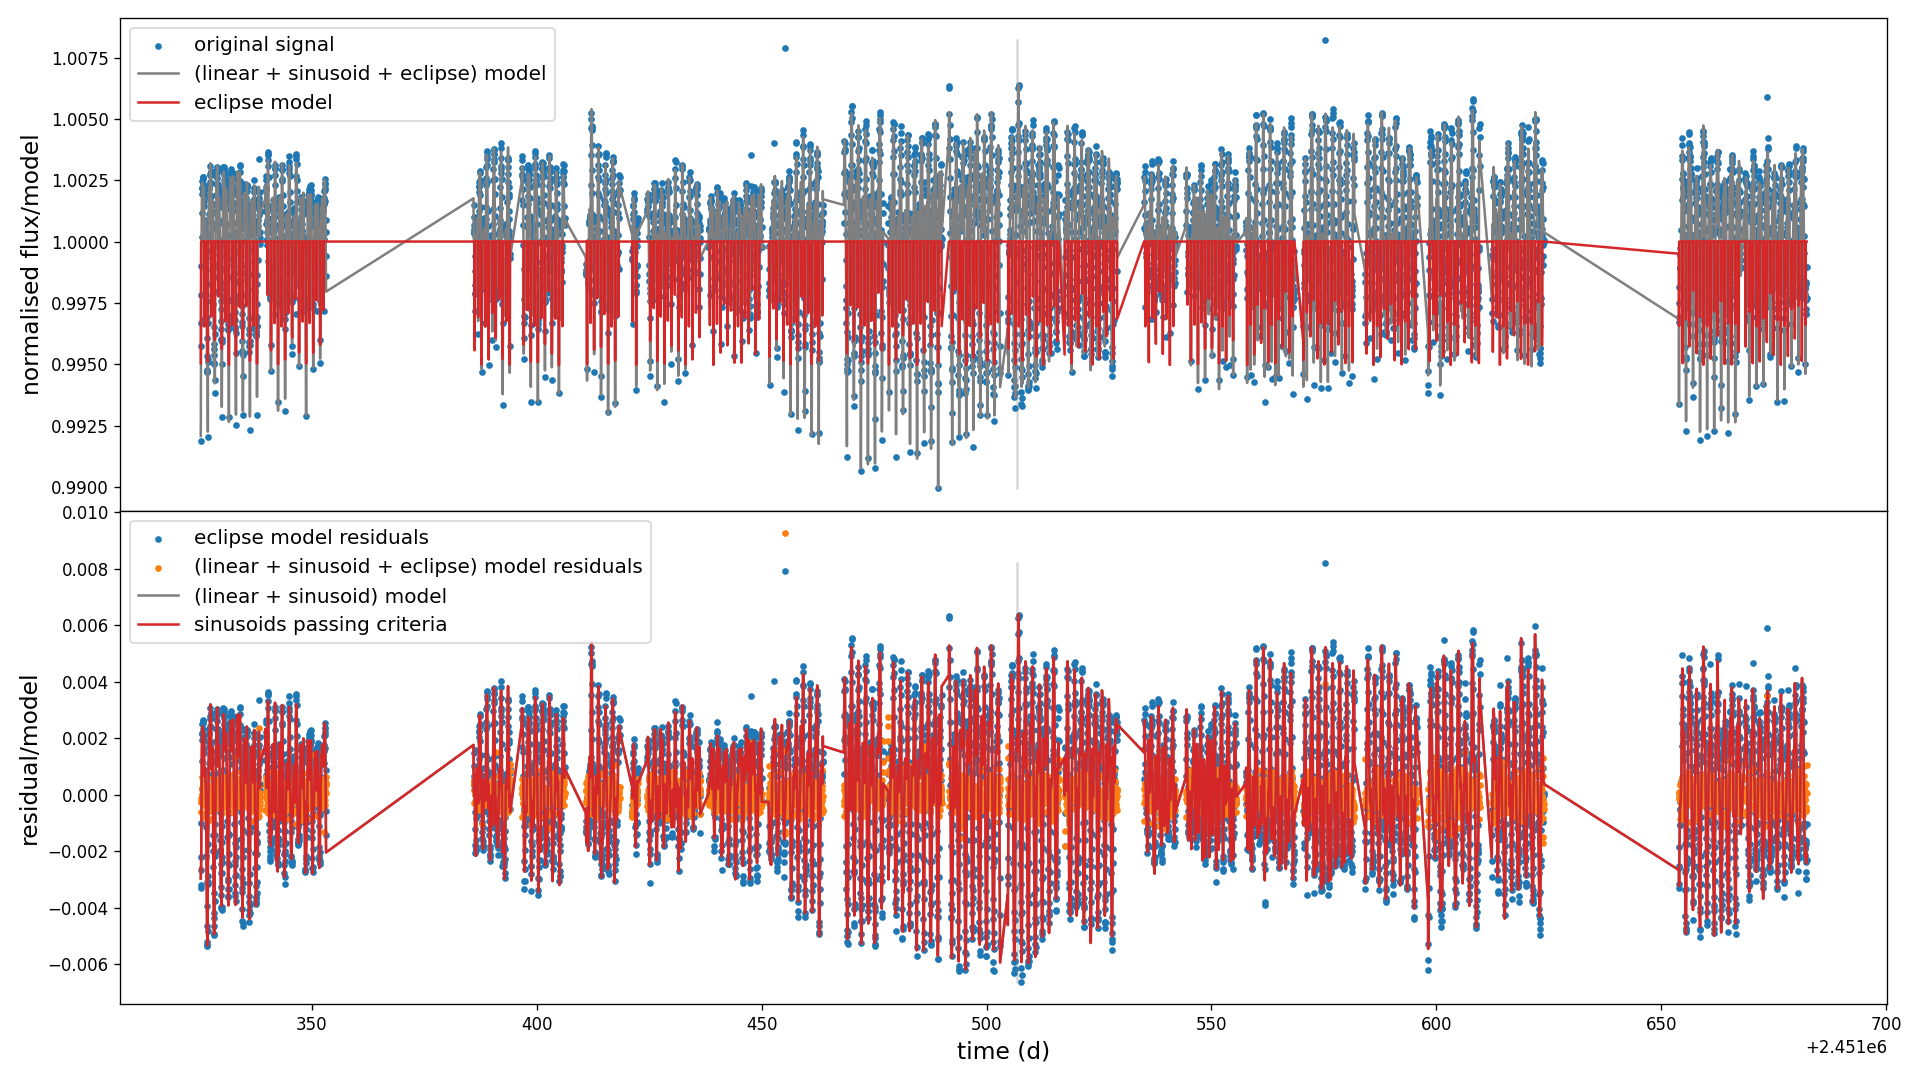 original signal
(linear + sinusoid + eclipse) model
eclipse model
normalised flux/model
1.0075
1.0050
1.0025
1.0000
0.9975
0.9950
0.9925
0.9900
eclipse model residuals
(linear + sinusoid + eclipse) model residuals
(linear + sinusoid) model
sinusoids passing criteria
residual/model
0.010
0.008
0.006
0.004
0.002
0.000
−0.002
−0.004
−0.006
350 400 450 500 550 600 650 700
time (d)
+2.451e6